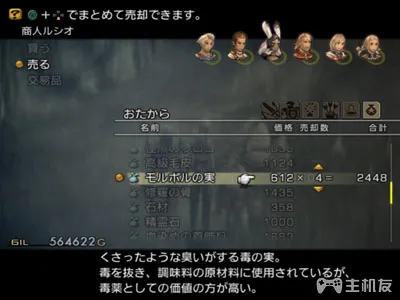 ?+でまとめて売却できます。
商人ルシオ
買う
売る
交易品
おたから
名前 価格 売却数 合計
高級毛皮 1124
モルボルの実 612× 04= 2448
1435
石材 358
精霊石 1000
GIL 564622G
くさったような臭いがする毒の実。
毒を抜き、調味料の原材料に使用されているが、
毒薬としての価値の方が高い。
主机友